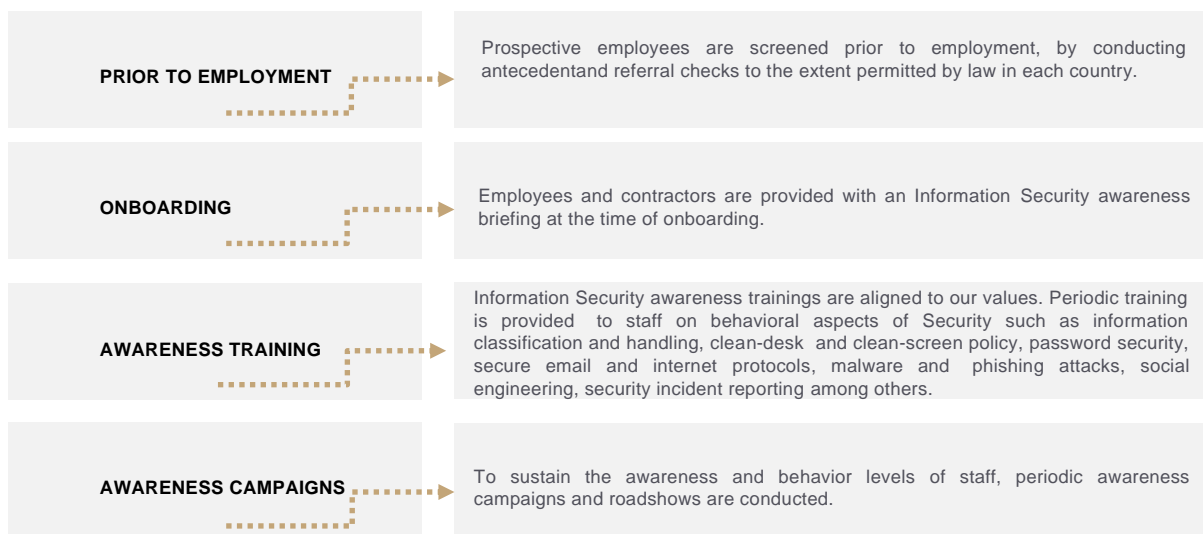 PRIOR TO EMPLOYMENT
Prospective employees are screened prior to employment, by conducting
antecedentand referral checks to the extent permitted by law in each country.
ONBOARDING
Employees and contractors are provided with an Information Security awareness
briefing at the time of onboarding.
AWARENESS TRAINING
Information Security awareness trainings are aligned to our values. Periodic training
is provided to staff on behavioral aspects of Security such as information
classification and handling, clean-desk and clean-screen policy, password security,
secure email and internet protocols, malware and phishing attacks, social
engineering, security incident reporting among others.
AWARENESS CAMPAIGNS
To sustain the awareness and behavior levels of staff, periodic awareness
campaigns and roadshows are conducted.